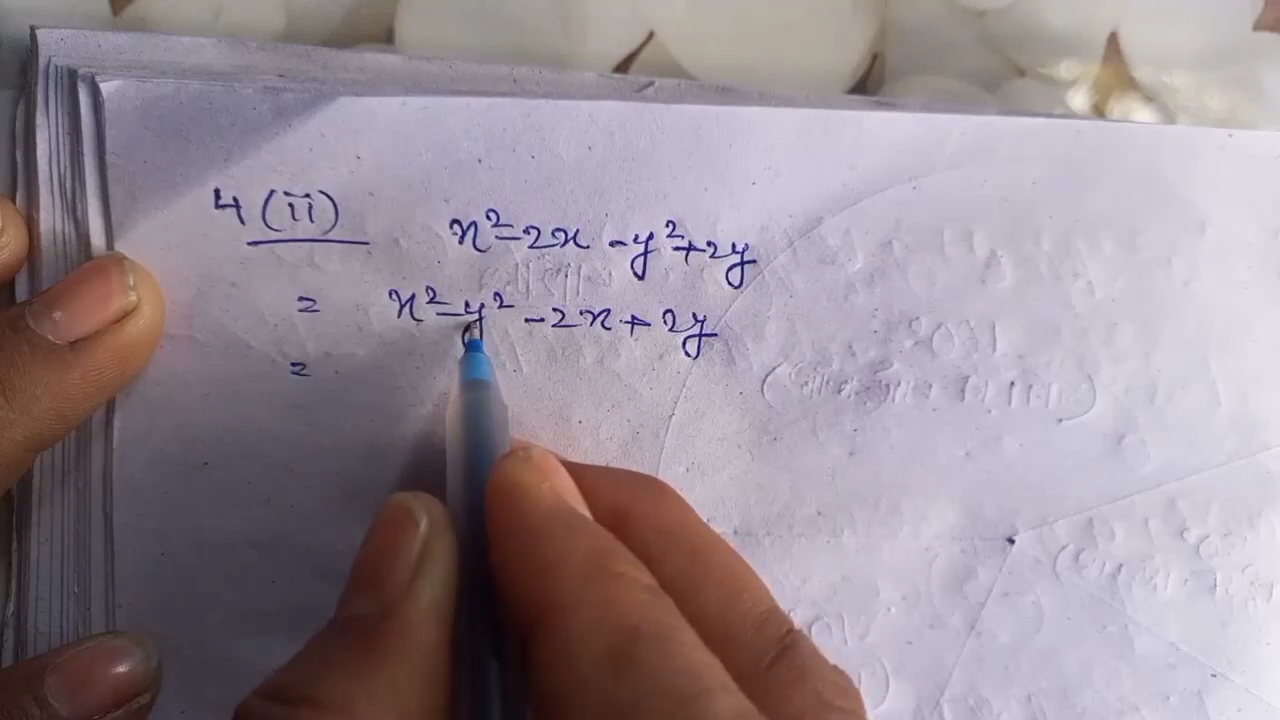 4 (ii) x²-2x -y²+2y
= x²-y² -2x+2y
=